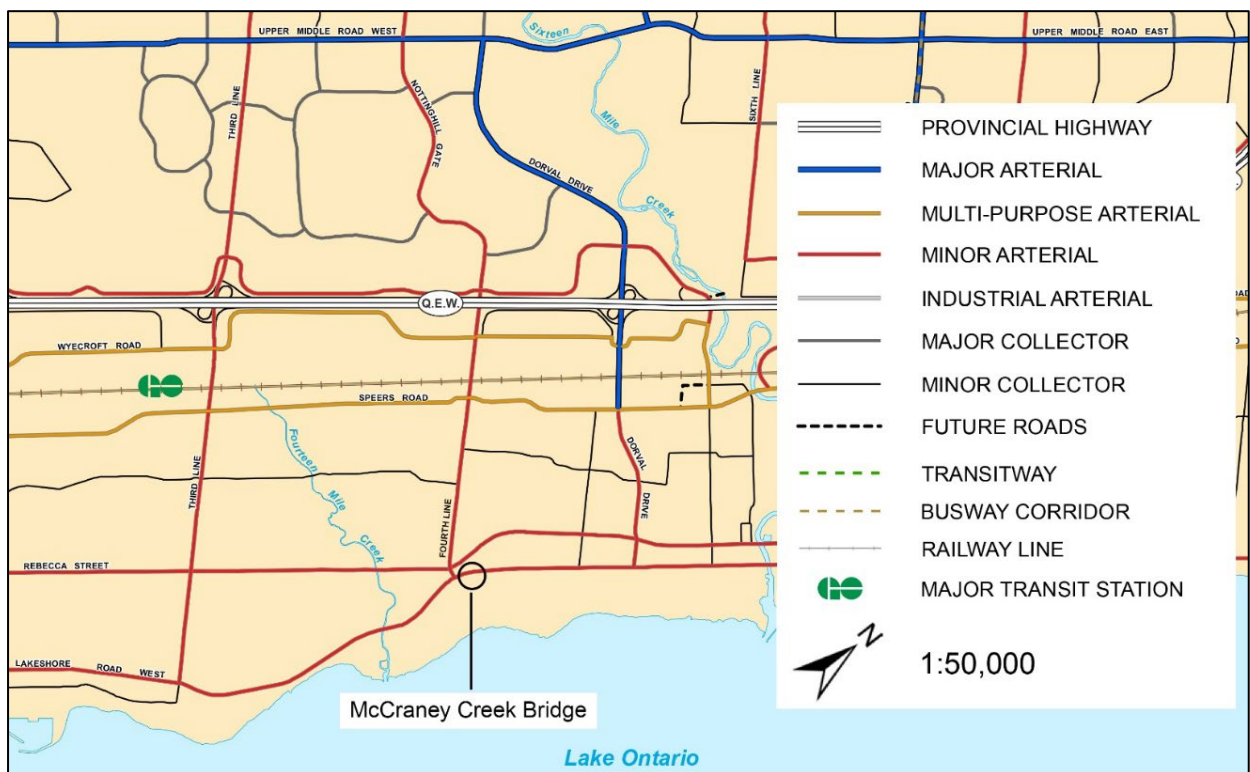 UPPER MIDDLE ROAD WEST
Sixteen
UPPER MIDDLE ROAD EAST
THIRD LINE
NOTTINGHILL GATE
SIXTH LINE
Mile
DORVAL DRIVE
Creek
Q.E.W.
WYECROFT ROAD
GO
SPEERS ROAD
Fourteen
Mile
Creek
THIRD LINE
FOURTH LINE
DORVAL DRIVE
REBECCA STREET
LAKESHORE ROAD WEST
McCraney Creek Bridge
Lake Ontario
PROVINCIAL HIGHWAY
MAJOR ARTERIAL
MULTI-PURPOSE ARTERIAL
MINOR ARTERIAL
INDUSTRIAL ARTERIAL
MAJOR COLLECTOR
MINOR COLLECTOR
FUTURE ROADS
TRANSITWAY
BUSWAY CORRIDOR
RAILWAY LINE
GO MAJOR TRANSIT STATION
N
1:50,000